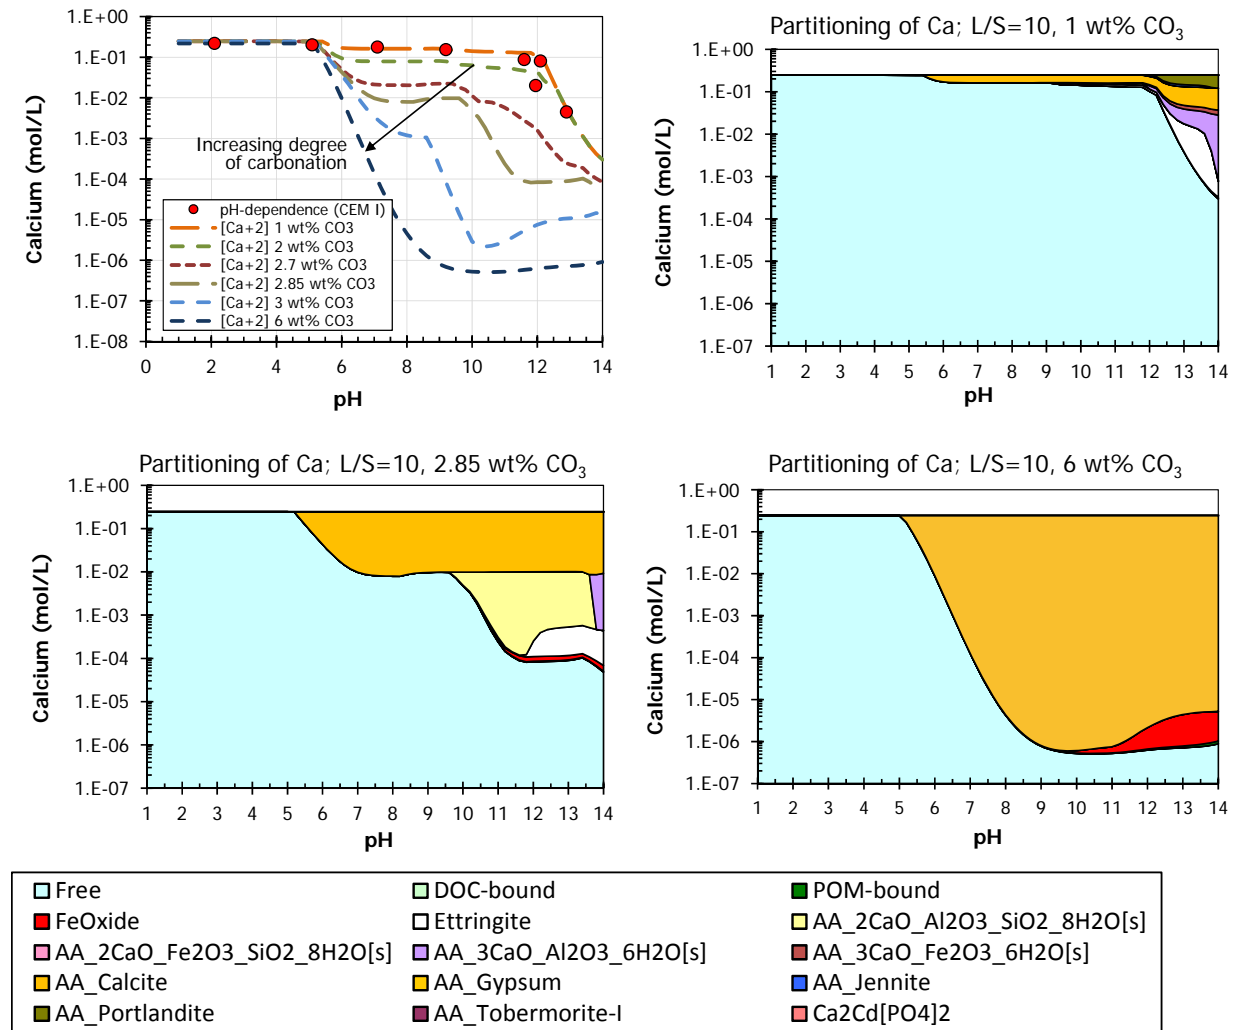 1.E+00
1.E-01
1.E-02
1.E-03
1.E-04
1.E-05
1.E-06
1.E-07
1.E-08
Calcium (mol/L)
Increasing degree
of carbonation
pH-dependence (CEM I)
[Ca+2] 1 wt% CO3
[Ca+2] 2 wt% CO3
[Ca+2] 2.7 wt% CO3
[Ca+2] 2.85 wt% CO3
[Ca+2] 3 wt% CO3
[Ca+2] 6 wt% CO3
0 2 4 6 8 10 12 14
pH
Partitioning of Ca; L/S=10, 1 wt% CO3
1.E+00
1.E-01
1.E-02
1.E-03
1.E-04
1.E-05
1.E-06
1.E-07
Calcium (mol/L)
1 2 3 4 5 6 7 8 9 10 11 12 13 14
pH
Partitioning of Ca; L/S=10, 2.85 wt% CO3
1.E+00
1.E-01
1.E-02
1.E-03
1.E-04
1.E-05
1.E-06
1.E-07
Calcium (mol/L)
1 2 3 4 5 6 7 8 9 10 11 12 13 14
pH
Partitioning of Ca; L/S=10, 6 wt% CO3
1.E+00
1.E-01
1.E-02
1.E-03
1.E-04
1.E-05
1.E-06
1.E-07
Calcium (mol/L)
1 2 3 4 5 6 7 8 9 10 11 12 13 14
pH
Free DOC-bound POM-bound
FeOxide Ettringite AA_2CaO_Al2O3_SiO2_8H2O[s]
AA_2CaO_Fe2O3_SiO2_8H2O[s] AA_3CaO_Al2O3_6H2O[s] AA_3CaO_Fe2O3_6H2O[s]
AA_Calcite AA_Gypsum AA_Jennite
AA_Portlandite AA_Tobermorite-I Ca2Cd[PO4]2